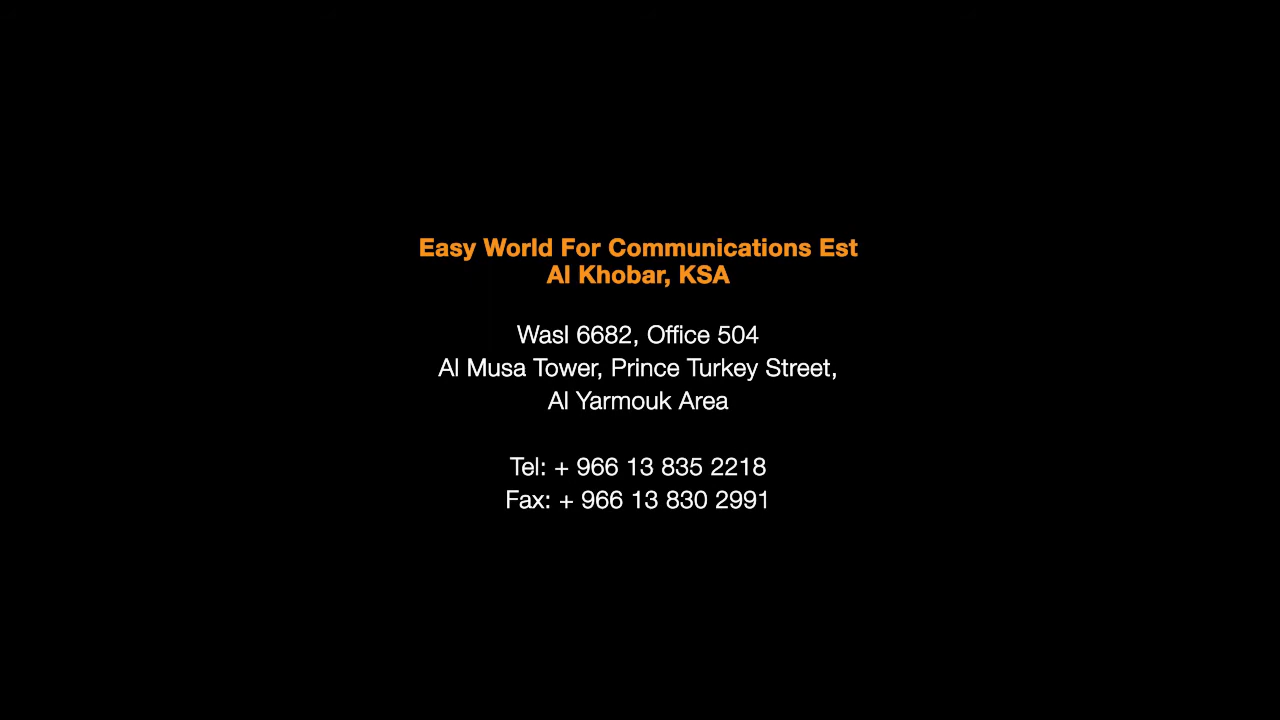 Easy World For Communications Est
Al Khobar, KSA
Wasl 6682, Office 504
Al Musa Tower, Prince Turkey Street,
Al Yarmouk Area
Tel: + 966 13 835 2218
Fax: + 966 13 830 2991